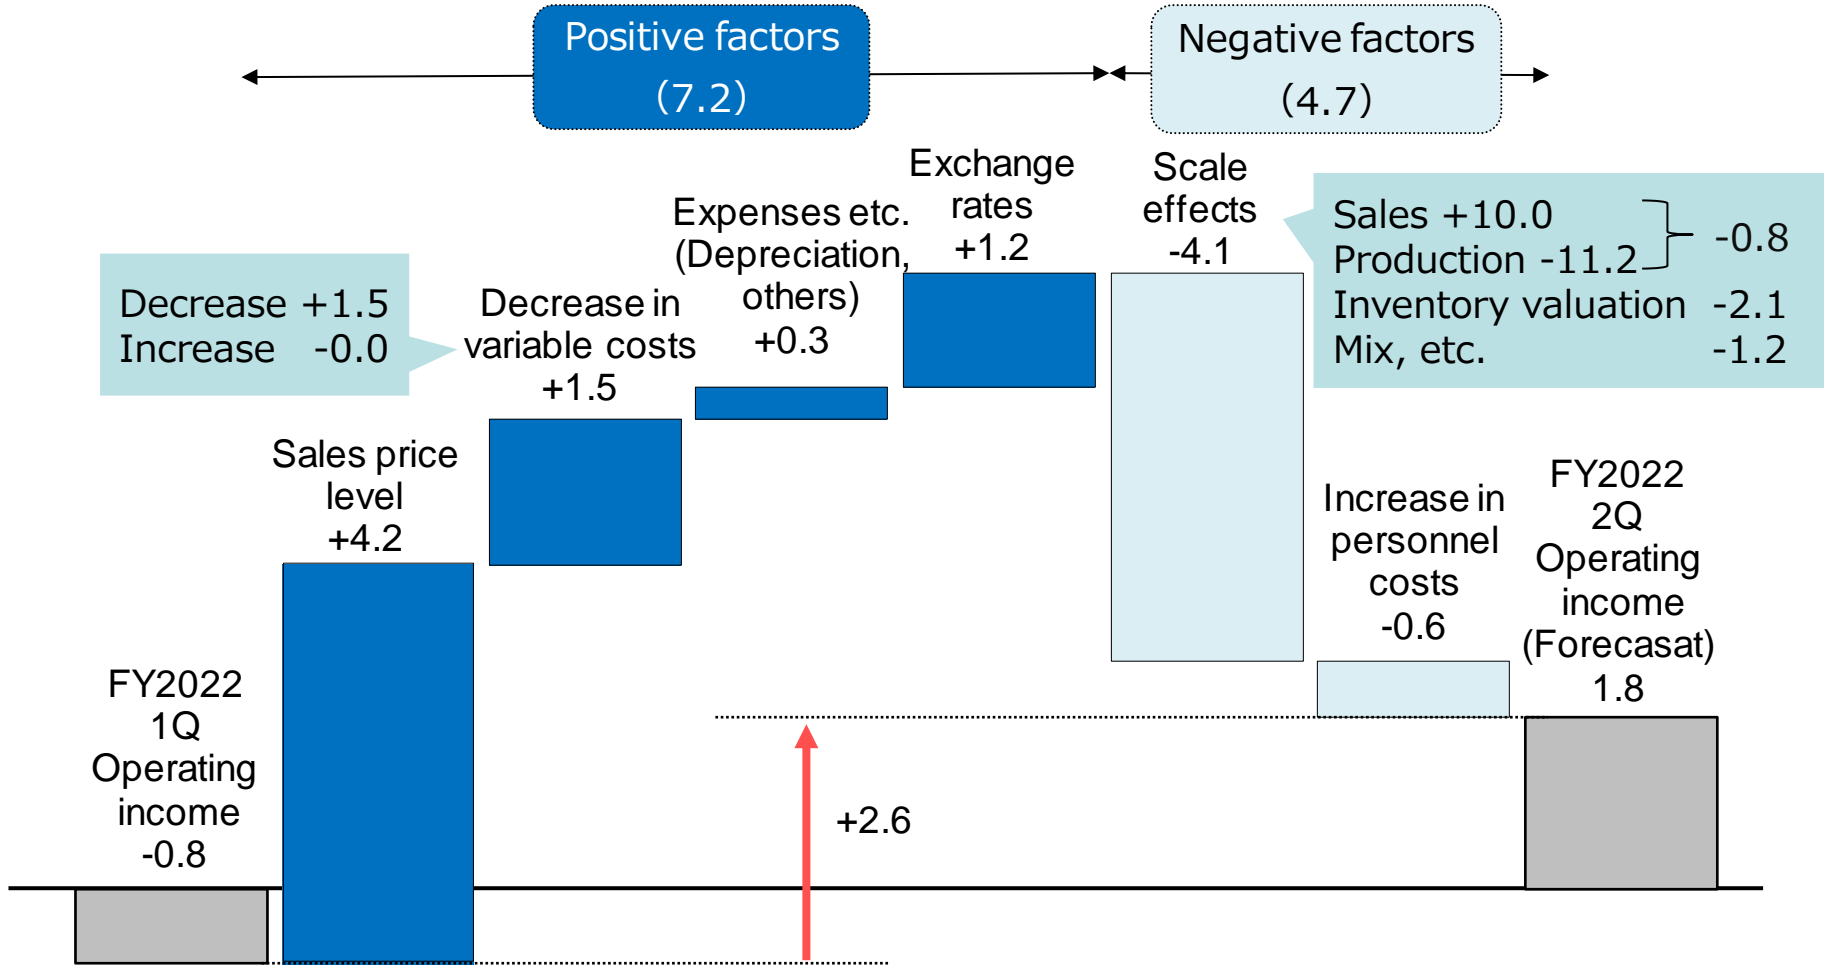 Positive factors
(7.2)
Negative factors
(4.7)
Decrease +1.5
Increase -0.0
Sales +10.0
Production -11.2
-0.8
Inventory valuation -2.1
Mix, etc. -1.2
FY2022
1Q
Operating
income
-0.8
Sales price
level
+4.2
Decrease in
variable costs
+1.5
Expenses etc.
(Depreciation,
others)
+0.3
Exchange
rates
+1.2
Scale
effects
-4.1
Increase in
personnel
costs
-0.6
FY2022
2Q
Operating
income
(Forecasat)
1.8
+2.6